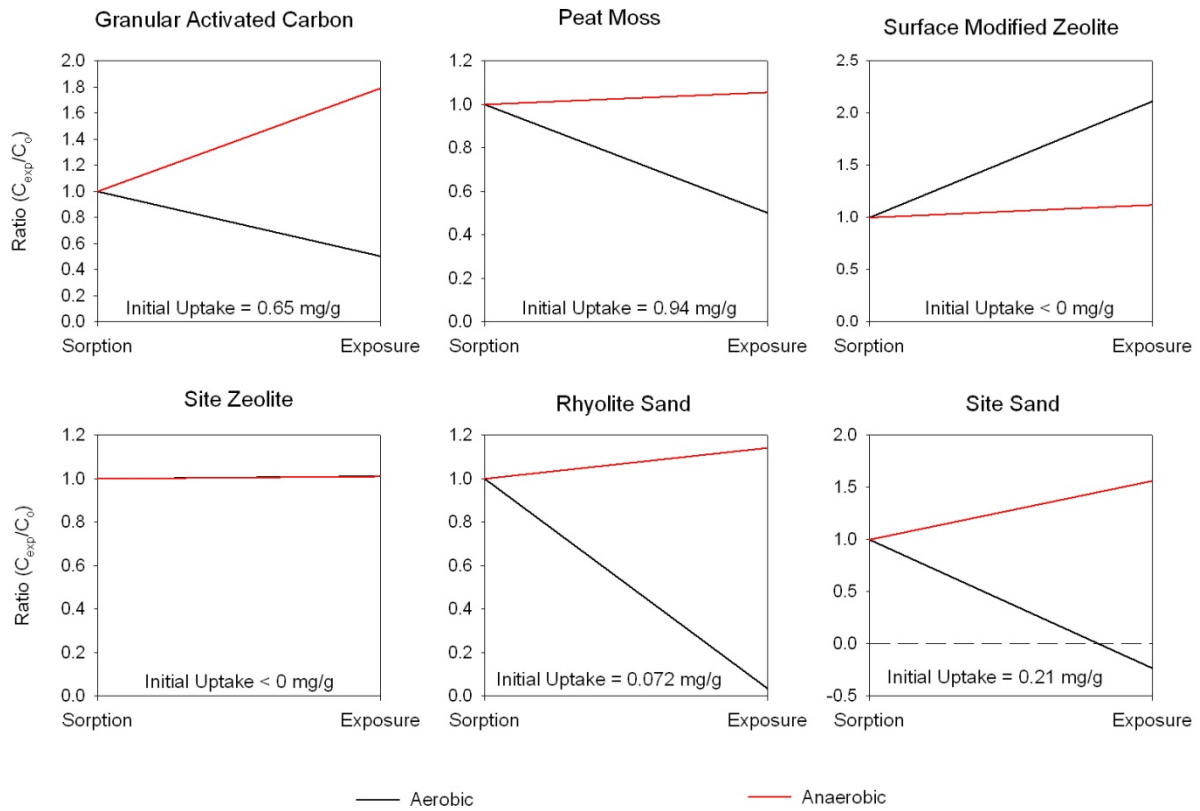 Granular Activated Carbon
Peat Moss
Surface Modified Zeolite
Ratio (Cexp/Co)
2.0
1.8
1.6
1.4
1.2
1.0
0.8
0.6
0.4
0.2
0.0
Initial Uptake = 0.65 mg/g
Sorption
Exposure
1.2
1.0
0.8
0.6
0.4
0.2
0.0
Initial Uptake = 0.94 mg/g
Sorption
Exposure
2.5
2.0
1.5
1.0
0.5
0.0
Initial Uptake < 0 mg/g
Sorption
Exposure
Site Zeolite
Rhyolite Sand
Site Sand
Ratio (Cexp/Co)
1.2
1.0
0.8
0.6
0.4
0.2
0.0
Initial Uptake < 0 mg/g
Sorption
Exposure
1.2
1.0
0.8
0.6
0.4
0.2
0.0
Initial Uptake = 0.072 mg/g
Sorption
Exposure
2.0
1.5
1.0
0.5
0.0
-0.5
Initial Uptake = 0.21 mg/g
Sorption
Exposure
Aerobic
Anaerobic